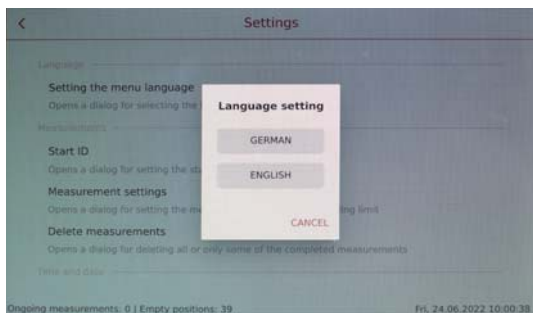 Settings
Language
Setting the menu language
Opens a dialog for selecting the
Language setting
GERMAN
ENGLISH
CANCEL
Measurements
Start ID
Opens a dialog for setting the
Measurement settings
Opens a dialog for setting the
ing limit
Delete measurements
Opens a dialog for deleting all or only some of the completed measurements
Time and date
Ongoing measurements: 0 | Empty positions: 39
Fri, 24.06.2022 10:00:38